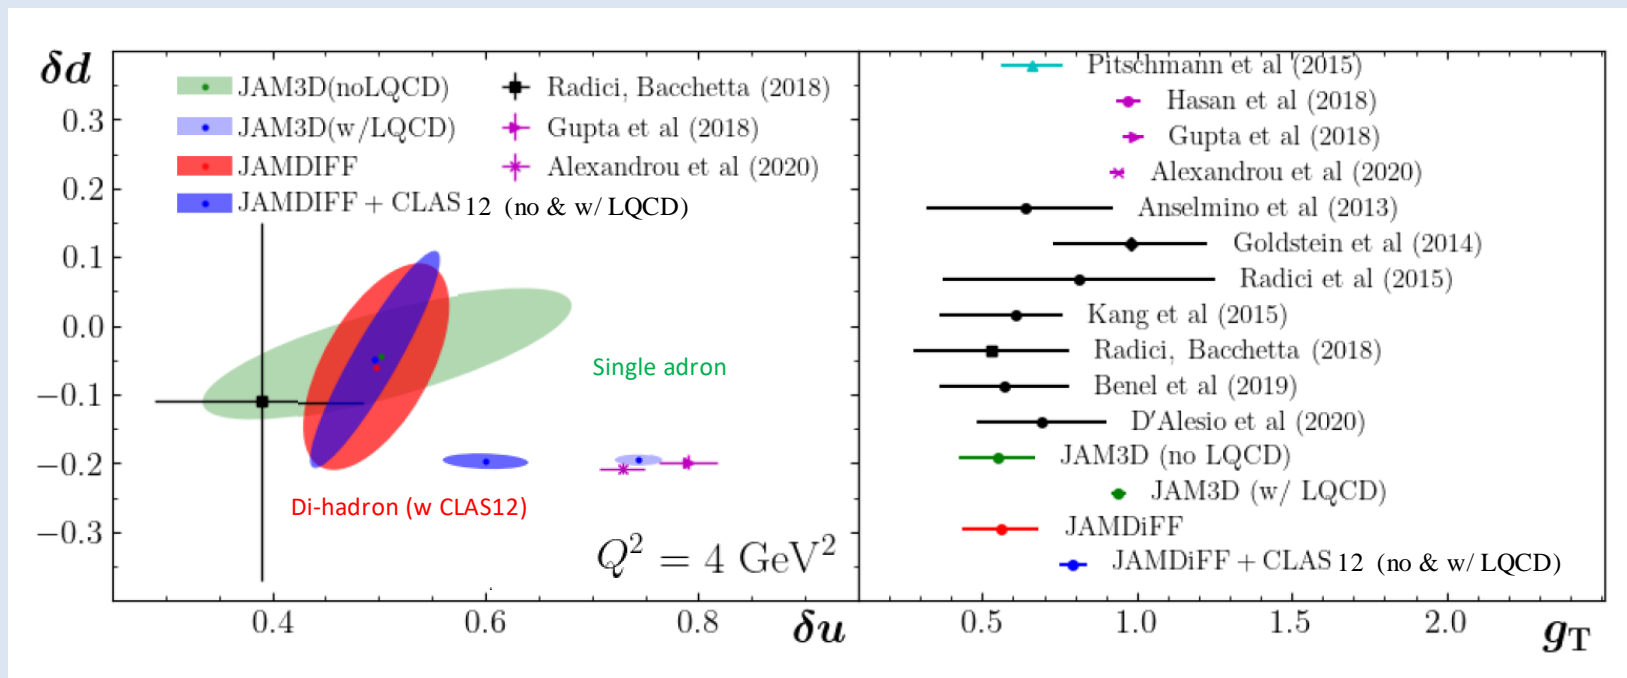 δd
0.3
0.2
0.1
0.0
−0.1
−0.2
−0.3
JAM3D(noLQCD)
JAM3D(w/LQCD)
JAMDIFF
JAMDIFF + CLAS 12 (no & w/ LQCD)
Radici, Bacchetta (2018)
Gupta et al (2018)
Alexandrou et al (2020)
Single adron
Di-hadron (w CLAS12)
Q² = 4 GeV²
0.4 0.6 0.8 δu
Pitschmann et al (2015)
Hasan et al (2018)
Gupta et al (2018)
Alexandrou et al (2020)
Anselmino et al (2013)
Goldstein et al (2014)
Radici et al (2015)
Kang et al (2015)
Radici, Bacchetta (2018)
Benel et al (2019)
D′Alesio et al (2020)
JAM3D (no LQCD)
JAM3D (w/ LQCD)
JAMDiFF
JAMDiFF + CLAS 12 (no & w/ LQCD)
0.5 1.0 1.5 2.0 g_T